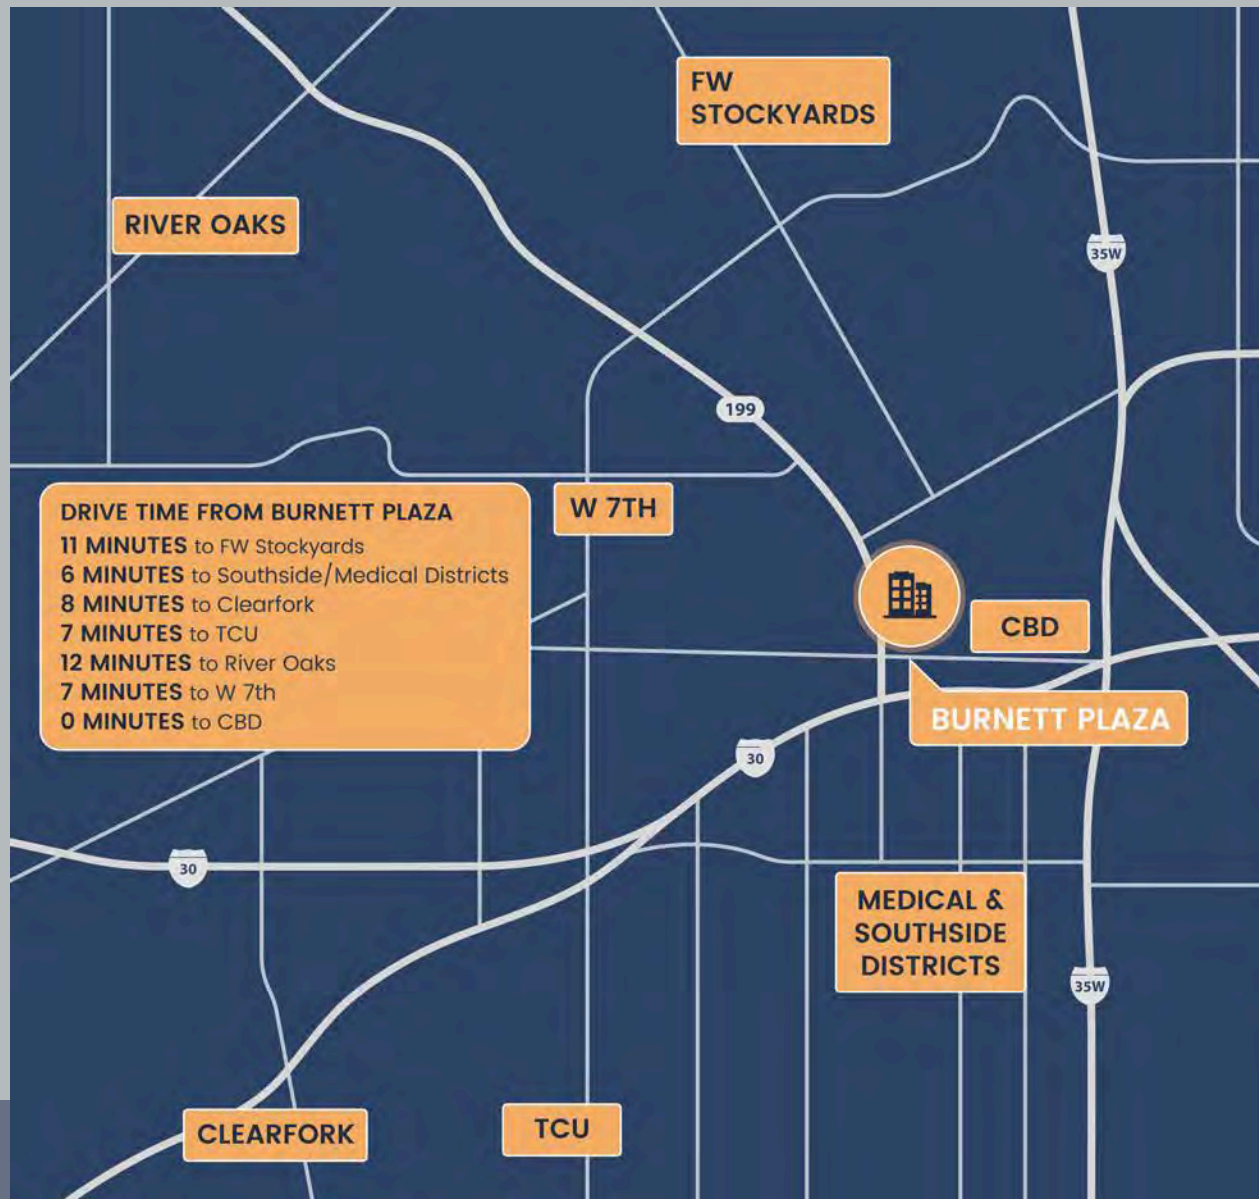 FW
STOCKYARDS
RIVER OAKS
35W
199
W 7TH
DRIVE TIME FROM BURNETT PLAZA
11 MINUTES to FW Stockyards
6 MINUTES to Southside/Medical Districts
8 MINUTES to Clearfork
7 MINUTES to TCU
12 MINUTES to River Oaks
7 MINUTES to W 7th
0 MINUTES to CBD
CBD
BURNETT PLAZA
30
30
MEDICAL &
SOUTHSIDE
DISTRICTS
35W
CLEARFORK
TCU